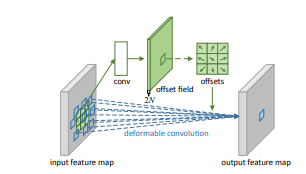 conv
offset field
offsets
2N
deformable convolution
input feature map
output feature map